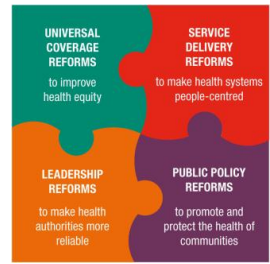 UNIVERSAL
COVERAGE
REFORMS
to improve
health equity
SERVICE
DELIVERY
REFORMS
to make health systems
people-centred
LEADERSHIP
REFORMS
to make health
authorities more
reliable
PUBLIC POLICY
REFORMS
to promote and
protect the health of
communities